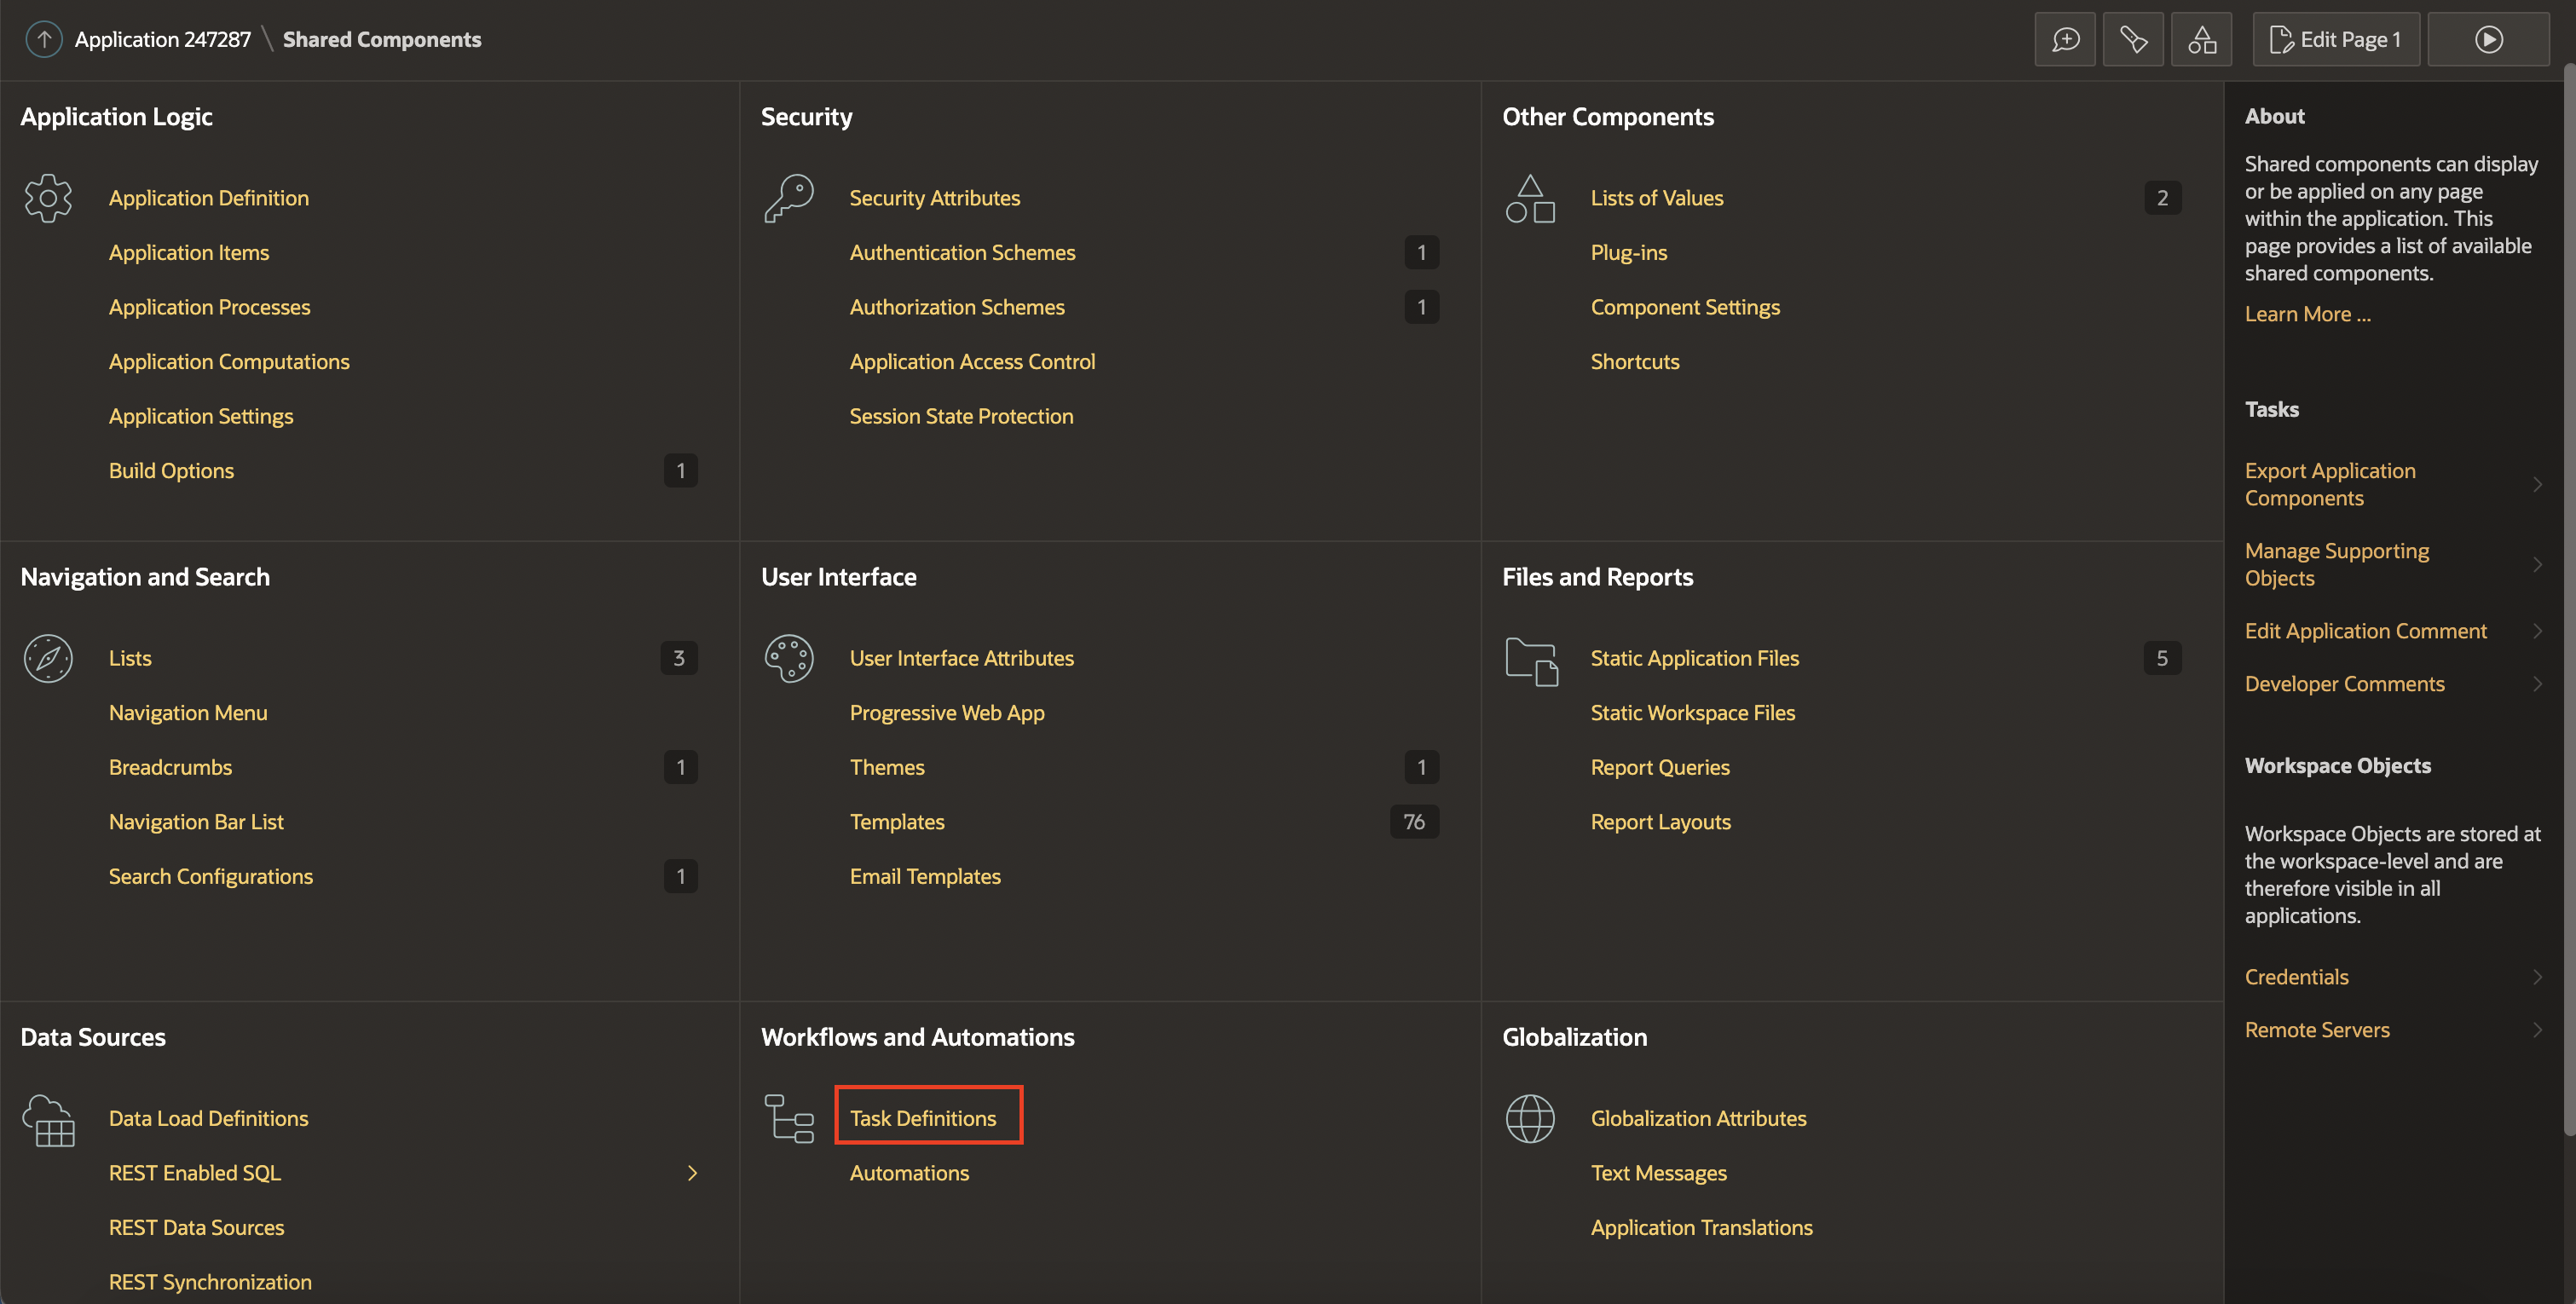 Application 247287 \ Shared Components
Edit Page 1
Application Logic
Application Definition
Application Items
Application Processes
Application Computations
Application Settings
Build Options 1
Security
Security Attributes
Authentication Schemes 1
Authorization Schemes 1
Application Access Control
Session State Protection
Other Components
Lists of Values 2
Plug-ins
Component Settings
Shortcuts
Navigation and Search
Lists 3
Navigation Menu
Breadcrumbs 1
Navigation Bar List
Search Configurations 1
User Interface
User Interface Attributes
Progressive Web App
Themes 1
Templates 76
Email Templates
Files and Reports
Static Application Files 5
Static Workspace Files
Report Queries
Report Layouts
Data Sources
Data Load Definitions
REST Enabled SQL
REST Data Sources
REST Synchronization
Workflows and Automations
Task Definitions
Automations
Globalization
Globalization Attributes
Text Messages
Application Translations
About
Shared components can display
or be applied on any page
within the application. This
page provides a list of available
shared components.
Learn More ...
Tasks
Export Application
Components
Manage Supporting
Objects
Edit Application Comment
Developer Comments
Workspace Objects
Workspace Objects are stored at
the workspace-level and are
therefore visible in all
applications.
Credentials
Remote Servers